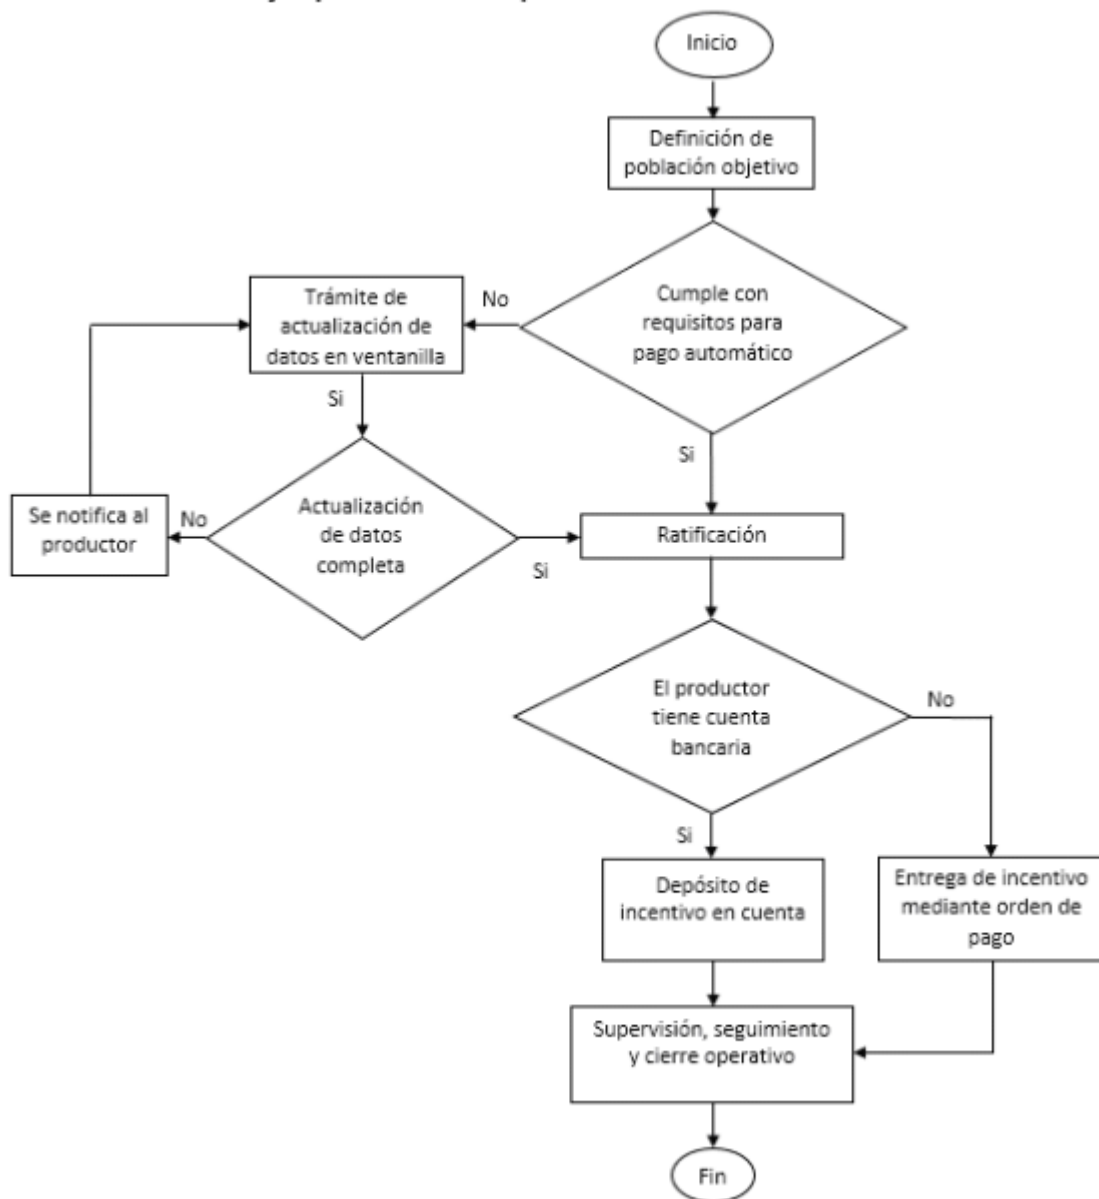 Inicio
Definición de
población objetivo
Cumple con
requisitos para
pago automático
No
Trámite de
actualización de
datos en ventanilla
Si
Si
Actualización
de datos
completa
No
Se notifica al
productor
Si
Ratificación
El productor
tiene cuenta
bancaria
No
Si
Depósito de
incentivo en cuenta
Entrega de incentivo
mediante orden de
pago
Supervisión, seguimiento
y cierre operativo
Fin